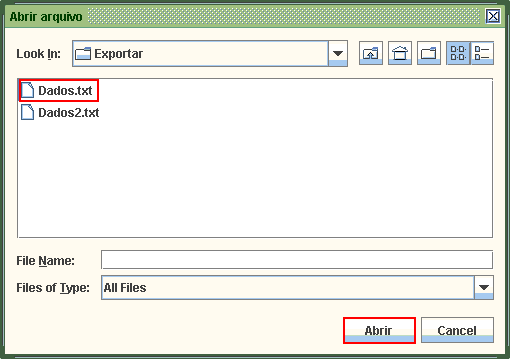 Abrir arquivo
Look In: Exportar
Dados.txt
Dados2.txt
File Name:
Files of Type: All Files
Abrir Cancel